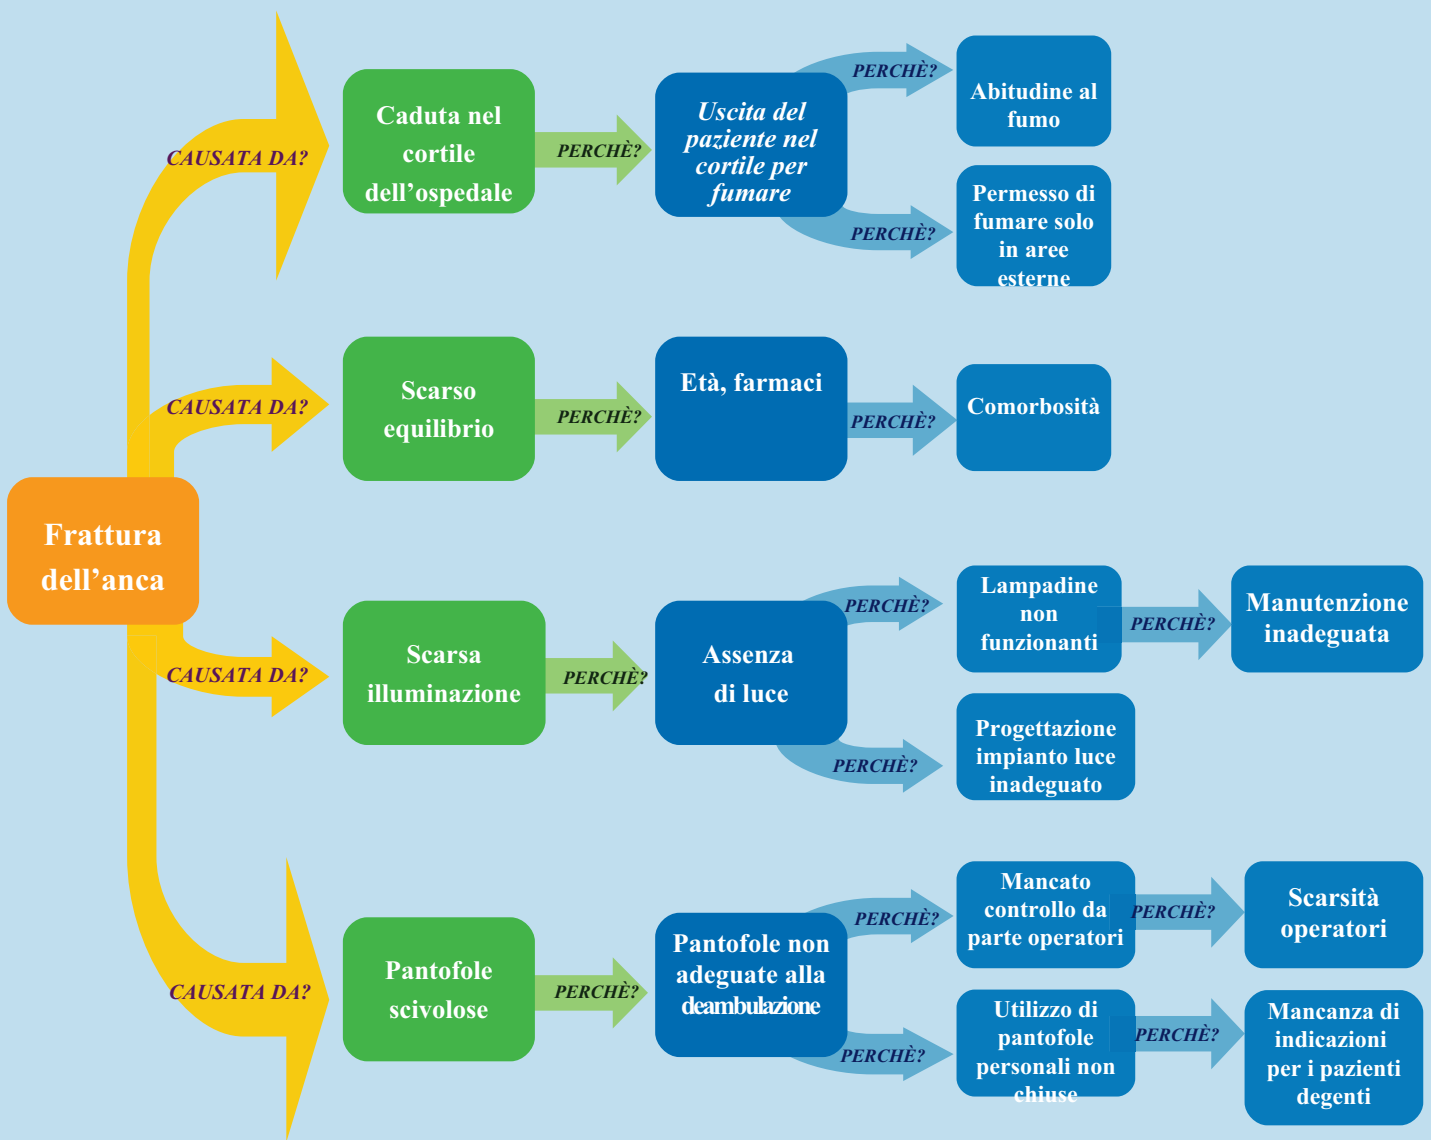 Frattura
dell’anca
CAUSATA DA?
Caduta nel
cortile
dell’ospedale
PERCHÈ?
Uscita del
paziente nel
cortile per
fumare
PERCHÈ?
Abitudine al
fumo
PERCHÈ?
Permesso di
fumare solo
in aree
esterne
CAUSATA DA?
Scarso
equilibrio
PERCHÈ?
Età, farmaci
PERCHÈ?
Comorbosità
CAUSATA DA?
Scarsa
illuminazione
PERCHÈ?
Assenza
di luce
PERCHÈ?
Lampadine
non
funzionanti
PERCHÈ?
Manutenzione
inadeguata
PERCHÈ?
Progettazione
impianto luce
inadeguato
CAUSATA DA?
Pantofole
scivolose
PERCHÈ?
Pantofole non
adeguate alla
deambulazione
PERCHÈ?
Mancato
controllo da
parte operatori
PERCHÈ?
Scarsità
operatori
PERCHÈ?
Utilizzo di
pantofole
personali non
chiuse
PERCHÈ?
Mancanza di
indicazioni
per i pazienti
degenti